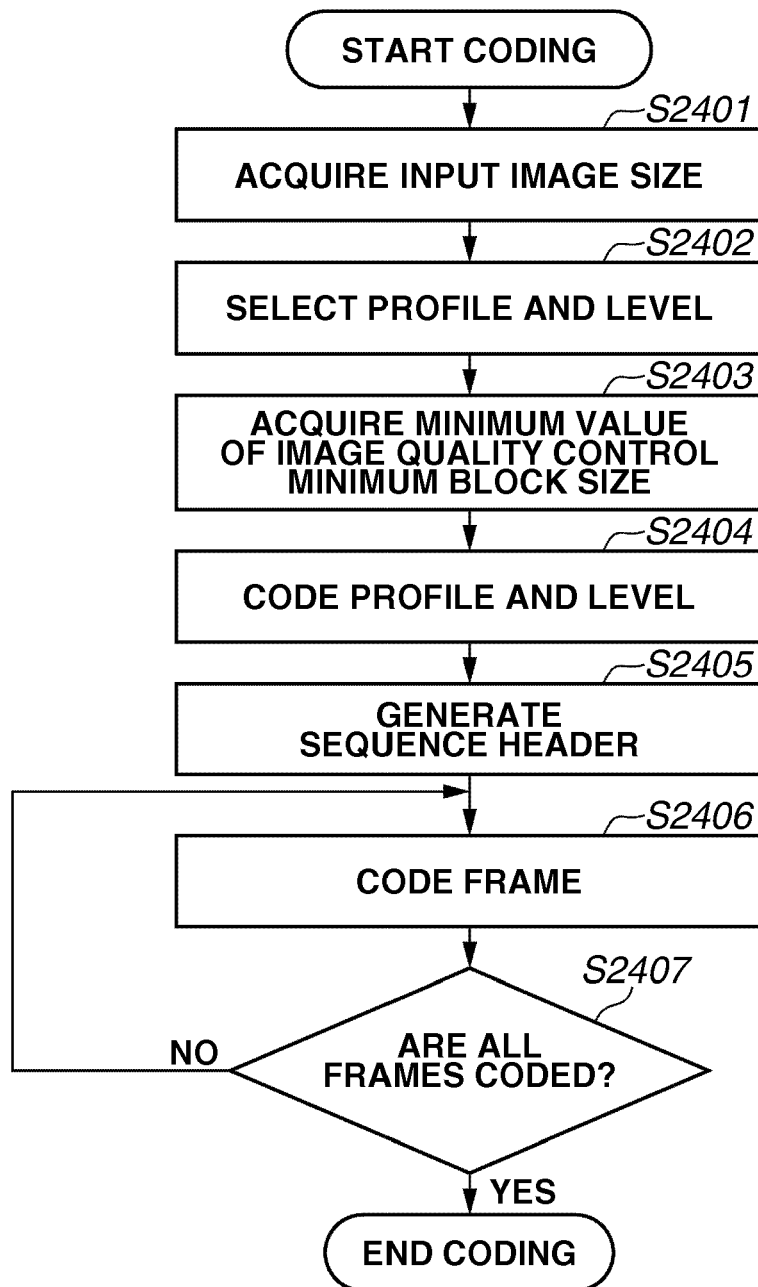 START CODING
S2401
ACQUIRE INPUT IMAGE SIZE
S2402
SELECT PROFILE AND LEVEL
S2403
ACQUIRE MINIMUM VALUE
OF IMAGE QUALITY CONTROL
MINIMUM BLOCK SIZE
S2404
CODE PROFILE AND LEVEL
S2405
GENERATE
SEQUENCE HEADER
S2406
CODE FRAME
S2407
ARE ALL
FRAMES CODED?
NO
YES
END CODING